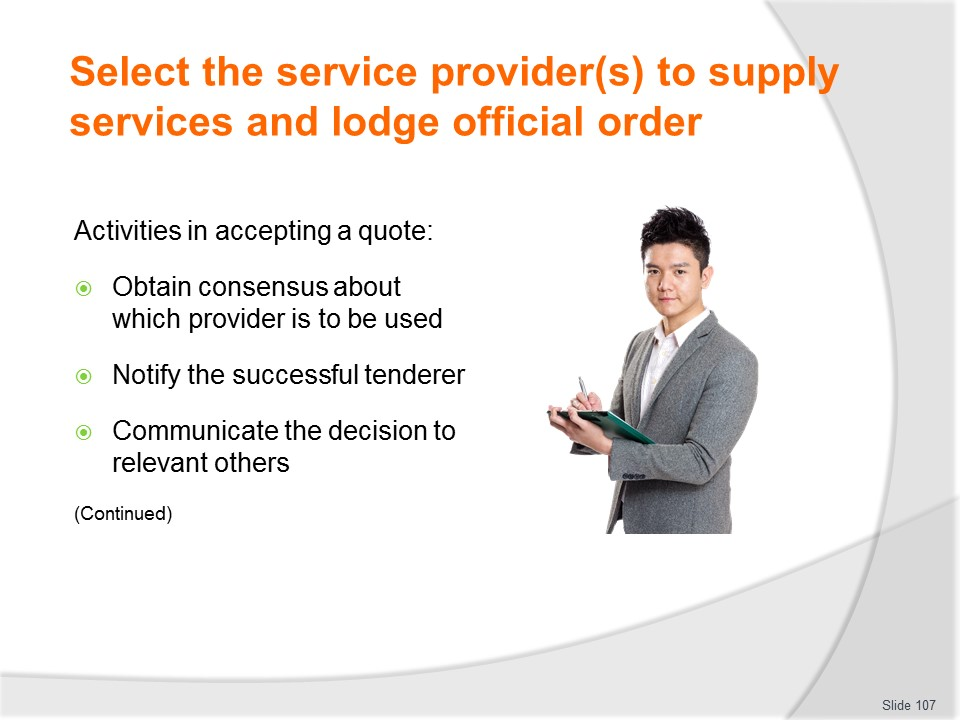 Select the service provider(s) to supply
services and lodge official order
Activities in accepting a quote:
Obtain consensus about
which provider is to be used
Notify the successful tenderer
Communicate the decision to
relevant others
(Continued)
Slide 107